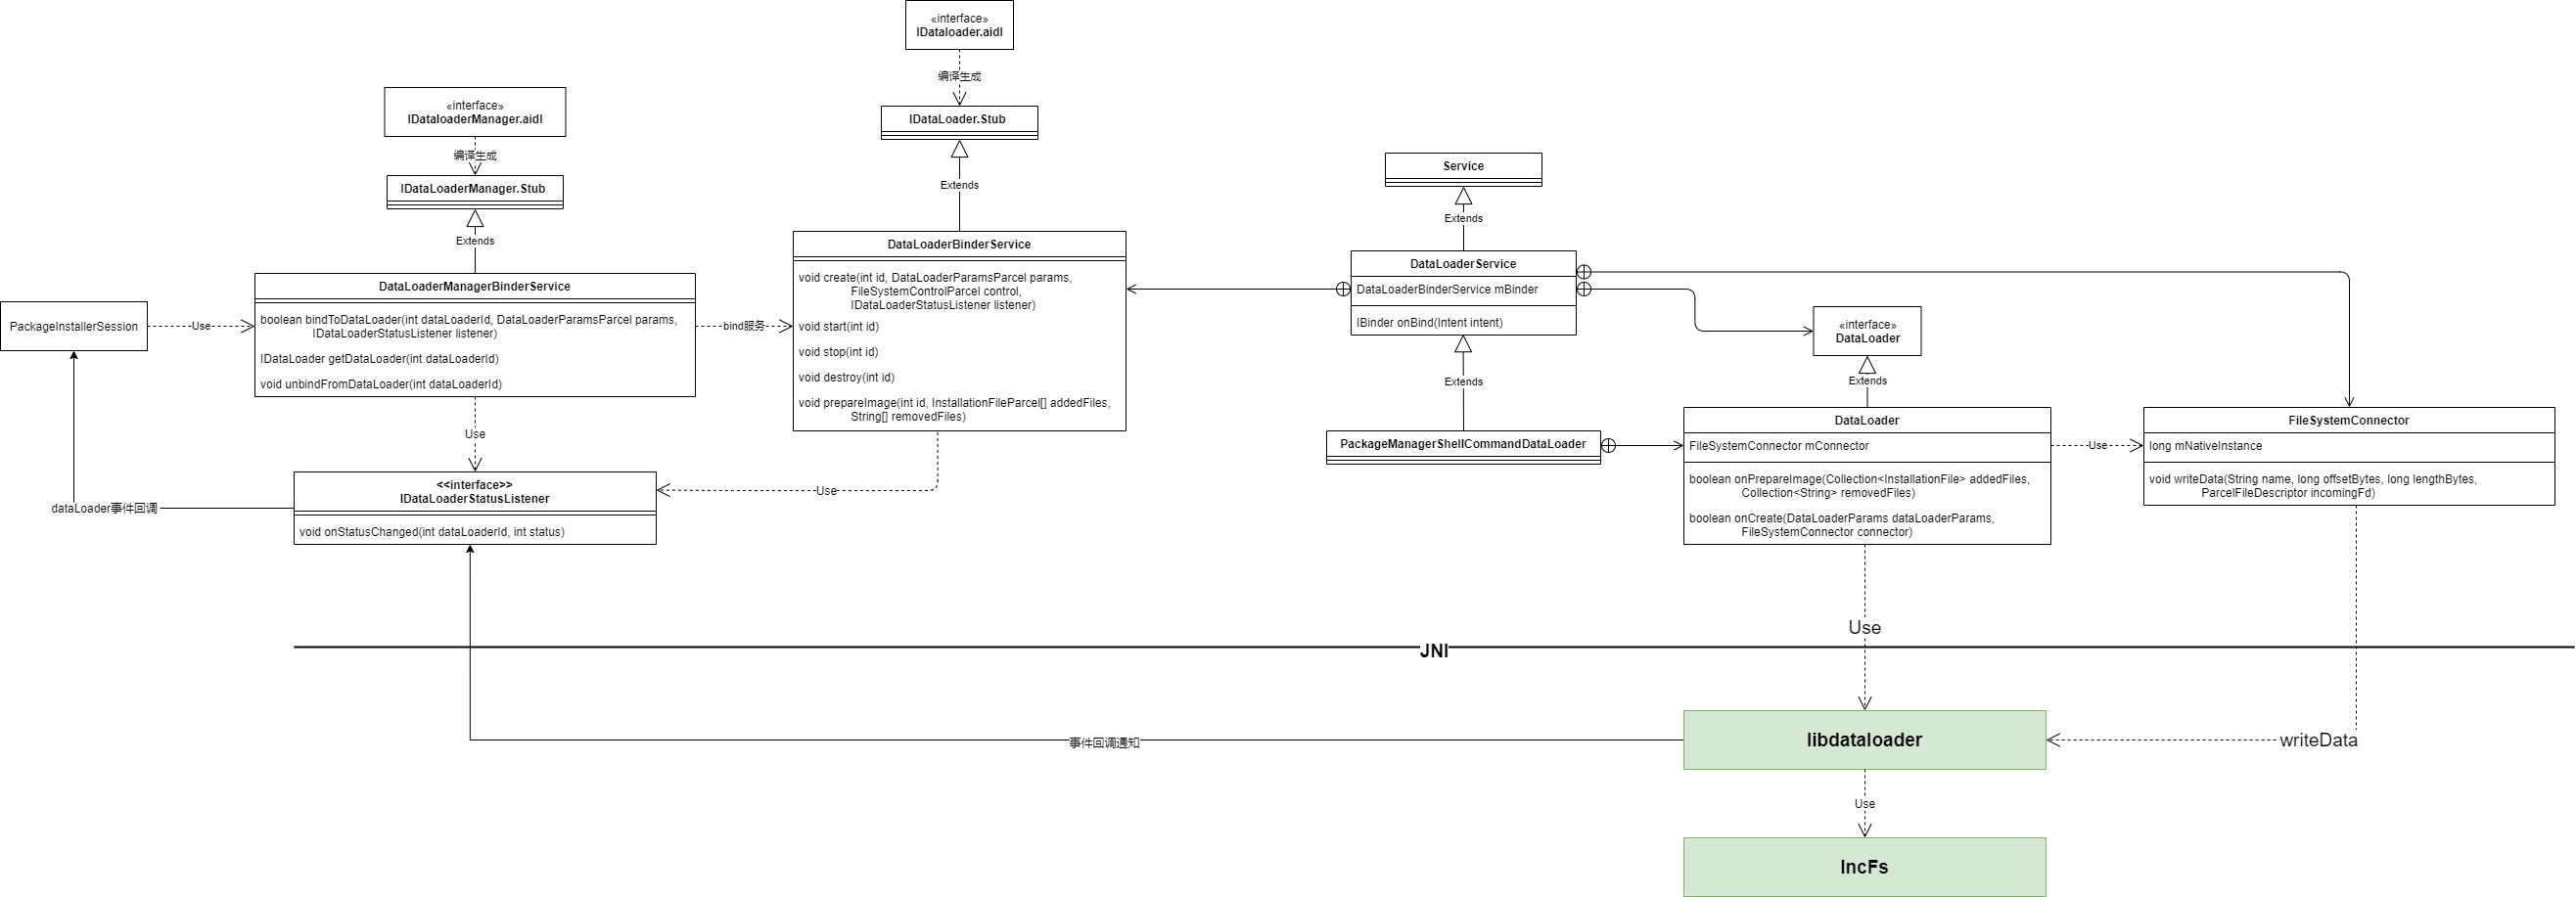 «interface»
IDataloader.aidl
编译生成
IDataLoader.Stub
Extends
«interface»
IDataloaderManager.aidl
编译生成
IDataLoaderManager.Stub
Extends
Service
Extends
PackageInstallerSession
Use
DataLoaderManagerBinderService
boolean bindToDataLoader(int dataLoaderId, DataLoaderParamsParcel params,
IDataLoaderStatusListener listener)
IDataLoader getDataLoader(int dataLoaderId)
void unbindFromDataLoader(int dataLoaderId)
bind服务
DataLoaderBinderService
void create(int id, DataLoaderParamsParcel params,
FileSystemControlParcel control,
IDataLoaderStatusListener listener)
void start(int id)
void stop(int id)
void destroy(int id)
void prepareImage(int id, InstallationFileParcel[] addedFiles,
String[] removedFiles)
DataLoaderService
DataLoaderBinderService mBinder
IBinder onBind(Intent intent)
Extends
«interface»
DataLoader
Extends
PackageManagerShellCommandDataLoader
DataLoader
FileSystemConnector mConnector
boolean onPrepareImage(Collection<InstallationFile> addedFiles,
Collection<String> removedFiles)
boolean onCreate(DataLoaderParams dataLoaderParams,
FileSystemConnector connector)
Use
FileSystemConnector
long mNativeInstance
void writeData(String name, long offsetBytes, long lengthBytes,
ParcelFileDescriptor incomingFd)
Use
Use
<<interface>>
IDataLoaderStatusListener
void onStatusChanged(int dataLoaderId, int status)
dataLoader事件回调
Use
JNI
libdataloader
事件回调通知
writeData
Use
IncFs